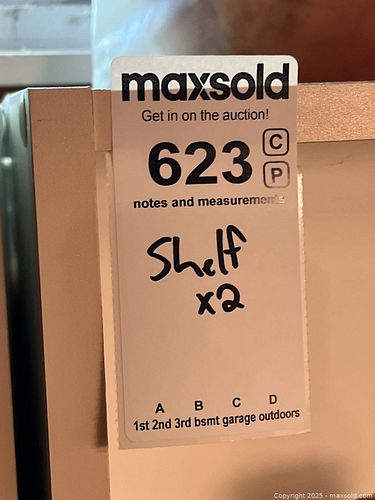 maxsold
Get in on the auction!
623 C
P
notes and measurements
Shelf
x2
A B C D
1st 2nd 3rd bsmt garage outdoors
Copyright 2025 - maxsold.com